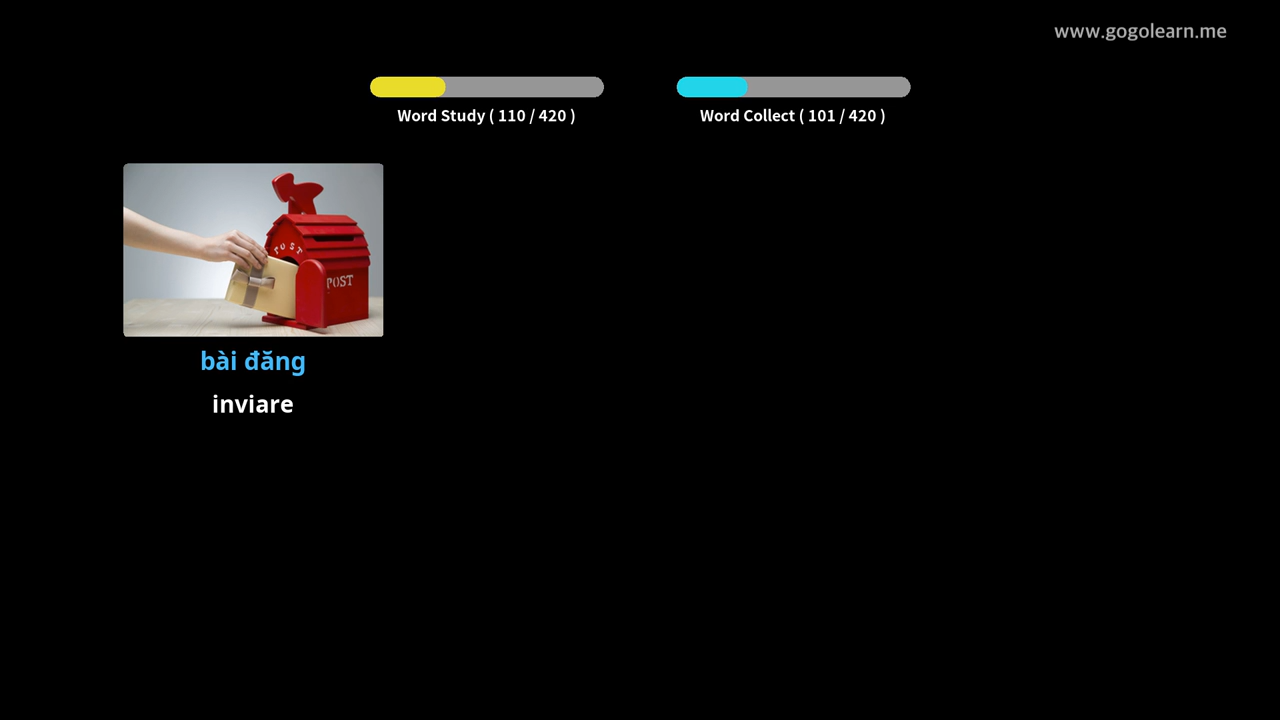 www.gogolearn.me
Word Study ( 110 / 420 )
Word Collect ( 101 / 420 )
POST
POST
bài đăng
inviare